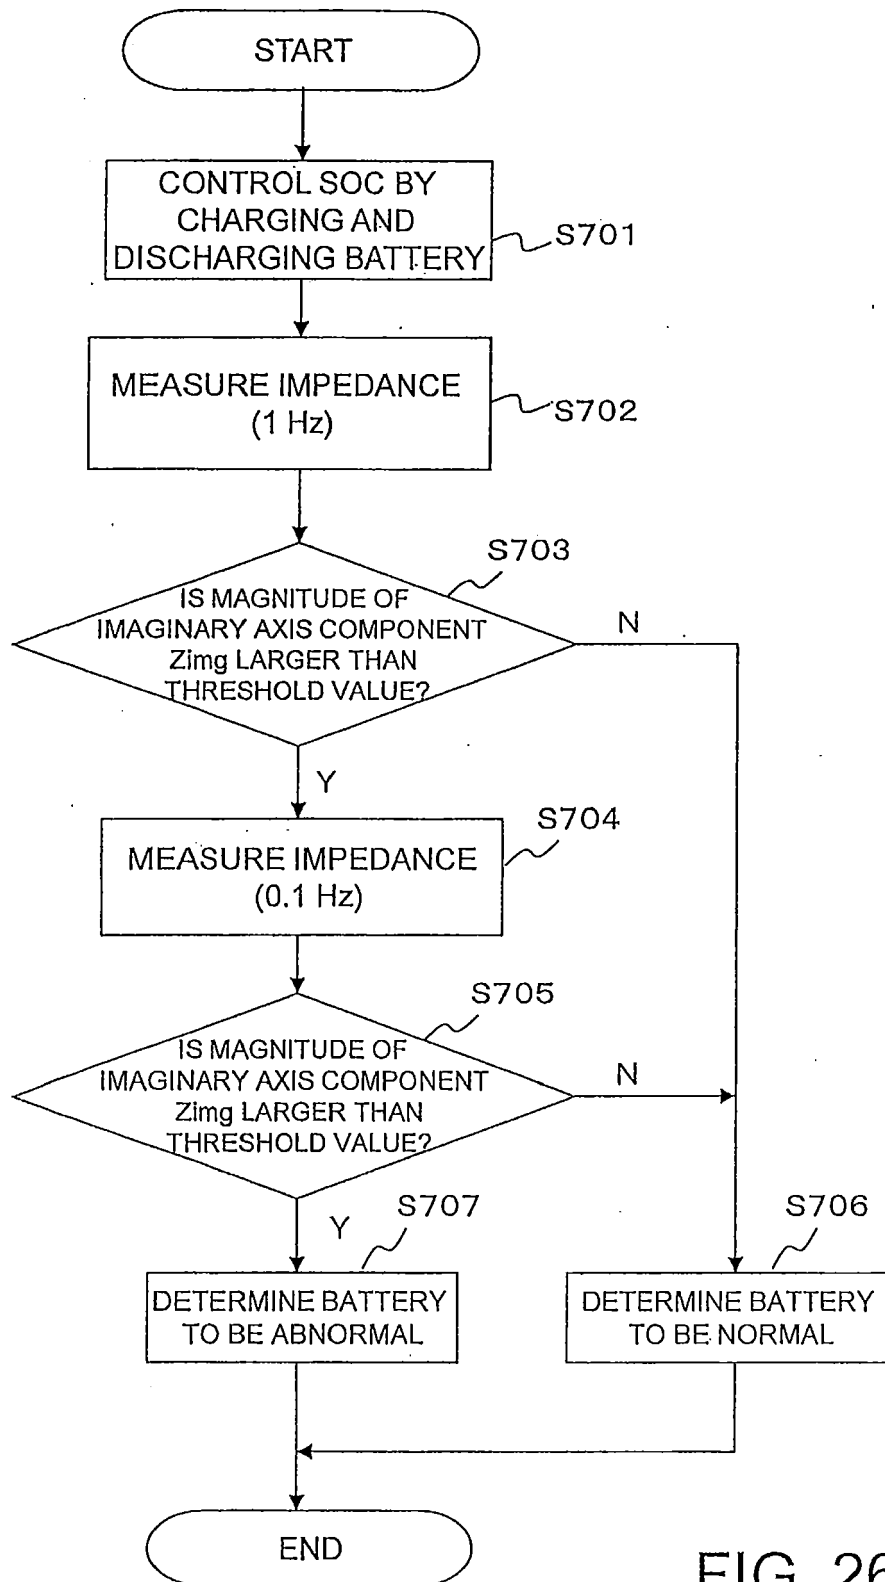 START
CONTROL SOC BY
CHARGING AND
DISCHARGING BATTERY
S701
MEASURE IMPEDANCE
(1 Hz)
S702
S703
IS MAGNITUDE OF
IMAGINARY AXIS COMPONENT
Zimg LARGER THAN
THRESHOLD VALUE?
N
Y
S704
MEASURE IMPEDANCE
(0.1 Hz)
S705
IS MAGNITUDE OF
IMAGINARY AXIS COMPONENT
Zimg LARGER THAN
THRESHOLD VALUE?
N
Y
S707
DETERMINE BATTERY
TO BE ABNORMAL
S706
DETERMINE BATTERY
TO BE NORMAL
END
FIG. 26